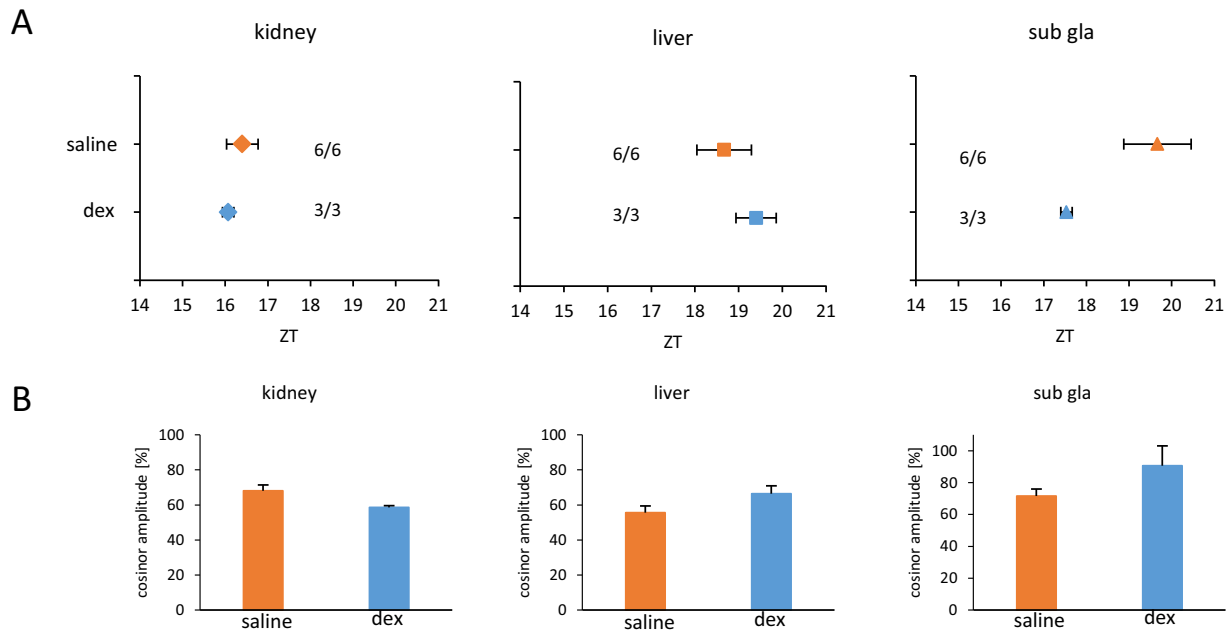 A
kidney
liver
sub gla
saline
6/6
6/6
6/6
dex
3/3
3/3
3/3
14 15 16 17 18 19 20 21
14 15 16 17 18 19 20 21
14 15 16 17 18 19 20 21
ZT
ZT
ZT
B
kidney
liver
sub gla
cosinor amplitude [%]
100
80
60
40
20
0
saline dex
cosinor amplitude [%]
100
80
60
40
20
0
saline dex
cosinor amplitude [%]
100
80
60
40
20
0
saline dex